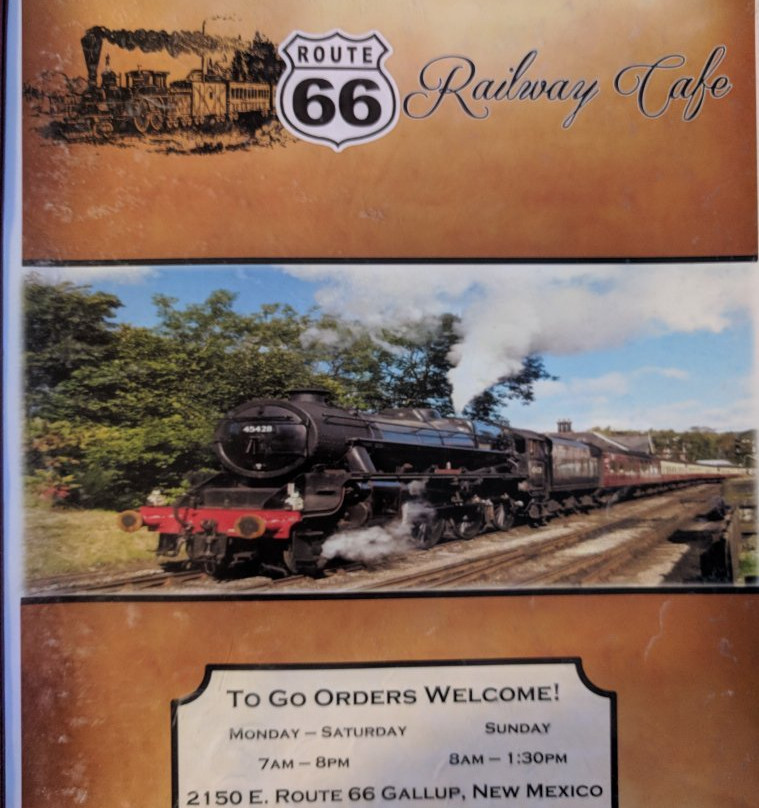 ROUTE
66
Railway Cafe
45428
TO GO ORDERS WELCOME!
MONDAY – SATURDAY
7AM – 8PM
SUNDAY
8AM – 1:30PM
2150 E. ROUTE 66 GALLUP, NEW MEXICO